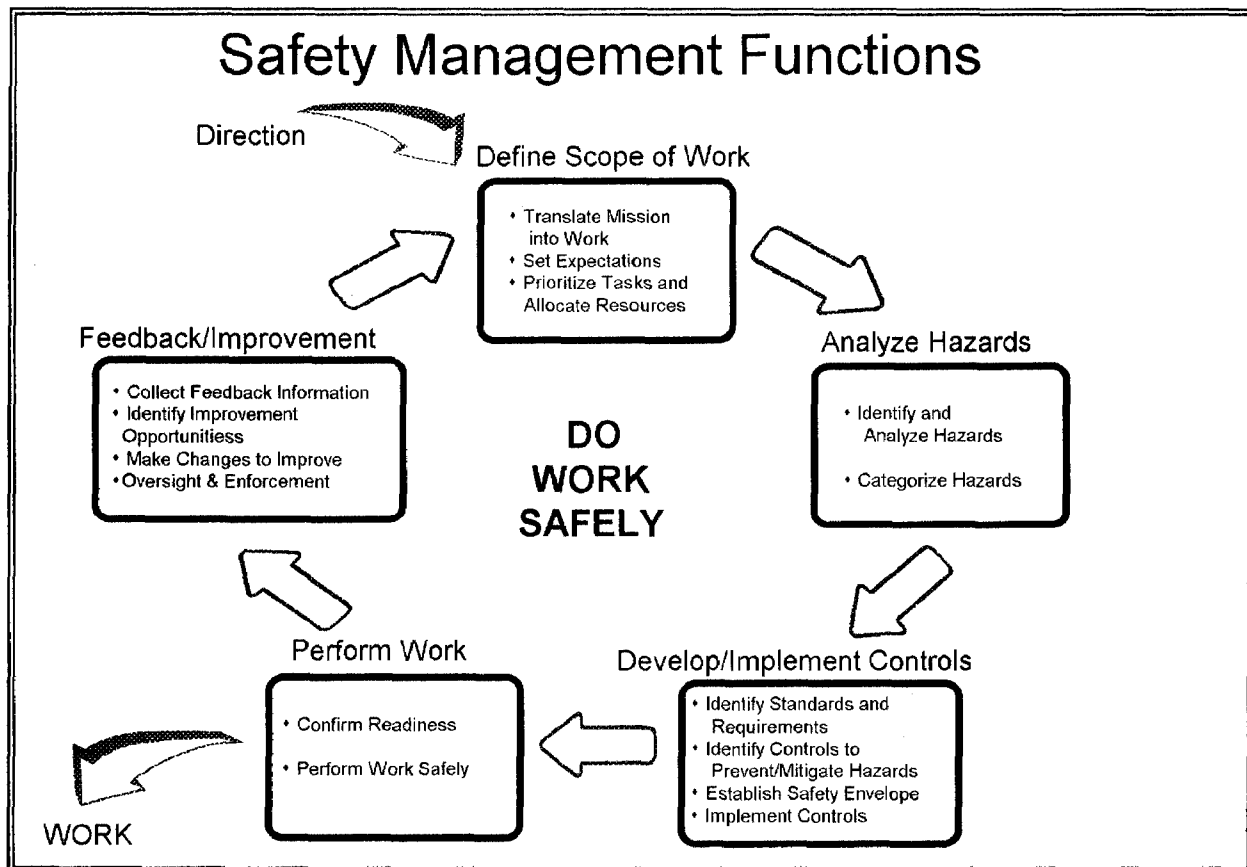 Safety Management Functions
Direction
Define Scope of Work
• Translate Mission
into Work
• Set Expectations
• Prioritize Tasks and
Allocate Resources
Analyze Hazards
• Identify and
Analyze Hazards
• Categorize Hazards
Develop/Implement Controls
• Identify Standards and
Requirements
• Identify Controls to
Prevent/Mitigate Hazards
• Establish Safety Envelope
• Implement Controls
Perform Work
• Confirm Readiness
• Perform Work Safely
WORK
Feedback/Improvement
• Collect Feedback Information
• Identify Improvement
Opportunitiess
• Make Changes to Improve
• Oversight & Enforcement
DO
WORK
SAFELY